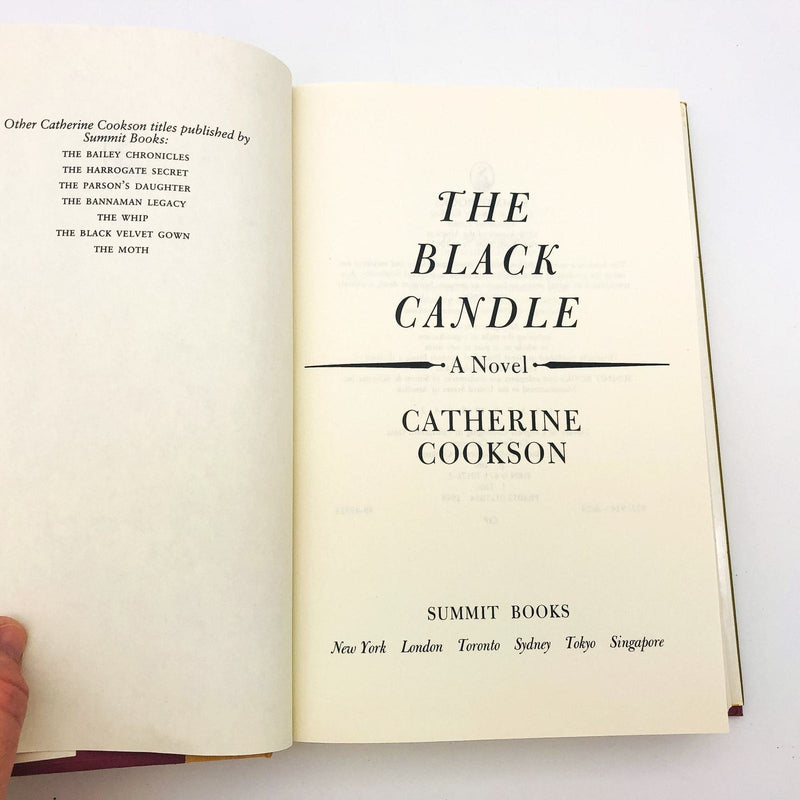 Other Catherine Cookson titles published by
Summit Books:
THE BAILEY CHRONICLES
THE HARROGATE SECRET
THE PARSON'S DAUGHTER
THE BANNAMAN LEGACY
THE WHIP
THE BLACK VELVET GOWN
THE MOTH
THE
BLACK
CANDLE
A Novel
CATHERINE
COOKSON
SUMMIT BOOKS
New York London Toronto Sydney Tokyo Singapore